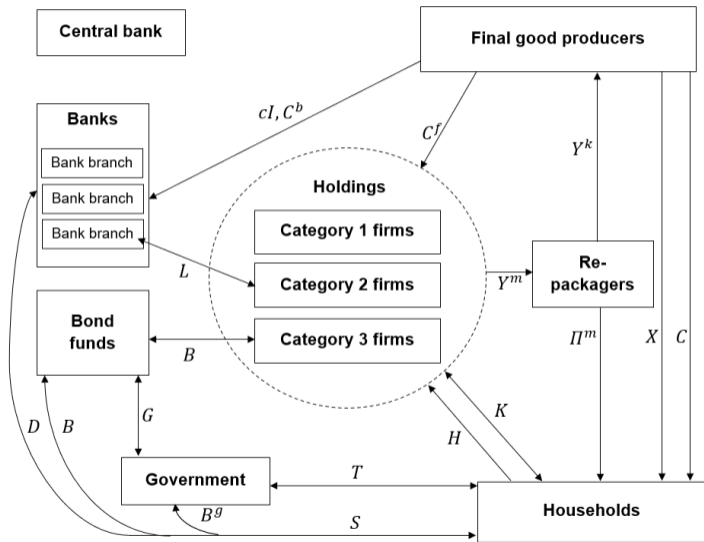 Central bank
Final good producers
Banks
cI, C^b
C^f
Bank branch
Y^k
Bank branch
Holdings
Bank branch
Category 1 firms
L
Category 2 firms
Y^m
Re-
packagers
Bond
funds
B
Category 3 firms
Π^m
X
C
D
B
G
K
H
Government
T
B^g
S
Households